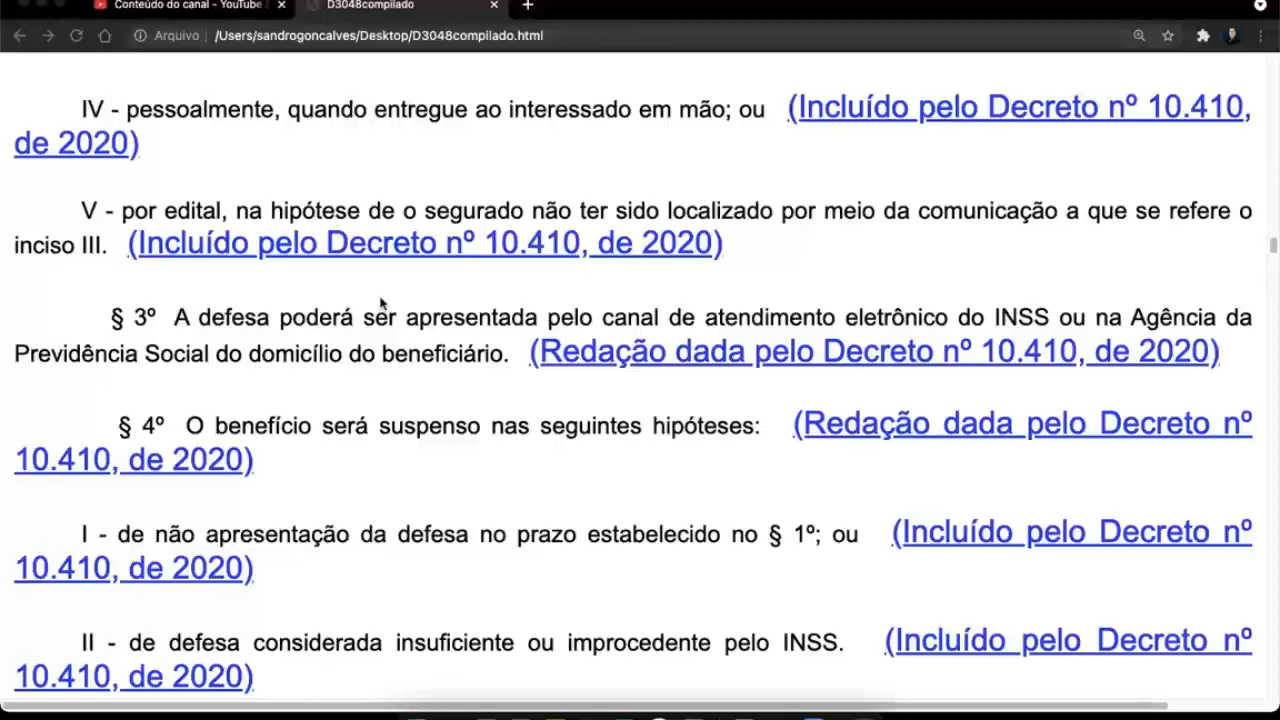 Conteúdo do canal - YouTube
D3048compilado
Arquivo | /Users/sandrogoncalves/Desktop/D3048compilado.html
IV - pessoalmente, quando entregue ao interessado em mão; ou (Incluído pelo Decreto nº 10.410,
de 2020)
V - por edital, na hipótese de o segurado não ter sido localizado por meio da comunicação a que se refere o
inciso III. (Incluído pelo Decreto nº 10.410, de 2020)
§ 3º A defesa poderá ser apresentada pelo canal de atendimento eletrônico do INSS ou na Agência da
Previdência Social do domicílio do beneficiário. (Redação dada pelo Decreto nº 10.410, de 2020)
§ 4º O benefício será suspenso nas seguintes hipóteses: (Redação dada pelo Decreto nº
10.410, de 2020)
I - de não apresentação da defesa no prazo estabelecido no § 1º; ou (Incluído pelo Decreto nº
10.410, de 2020)
II - de defesa considerada insuficiente ou improcedente pelo INSS. (Incluído pelo Decreto nº
10.410, de 2020)